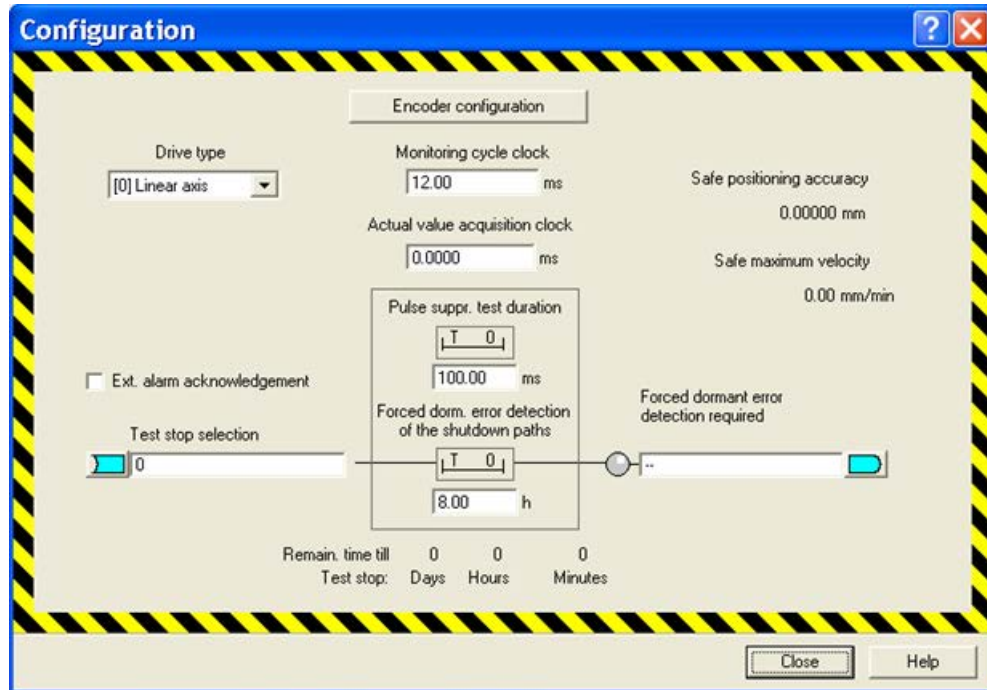 Configuration
Encoder configuration
Drive type
[0] Linear axis
Monitoring cycle clock
12.00 ms
Safe positioning accuracy
0.00000 mm
Actual value acquisition clock
0.0000 ms
Safe maximum velocity
0.00 mm/min
Pulse suppr. test duration
T 0
100.00 ms
Ext. alarm acknowledgement
Forced dorm. error detection
of the shutdown paths
Forced dormant error
detection required
Test stop selection
0
T 0
--
8.00 h
Remain. time till 0 0 0
Test stop: Days Hours Minutes
Close Help